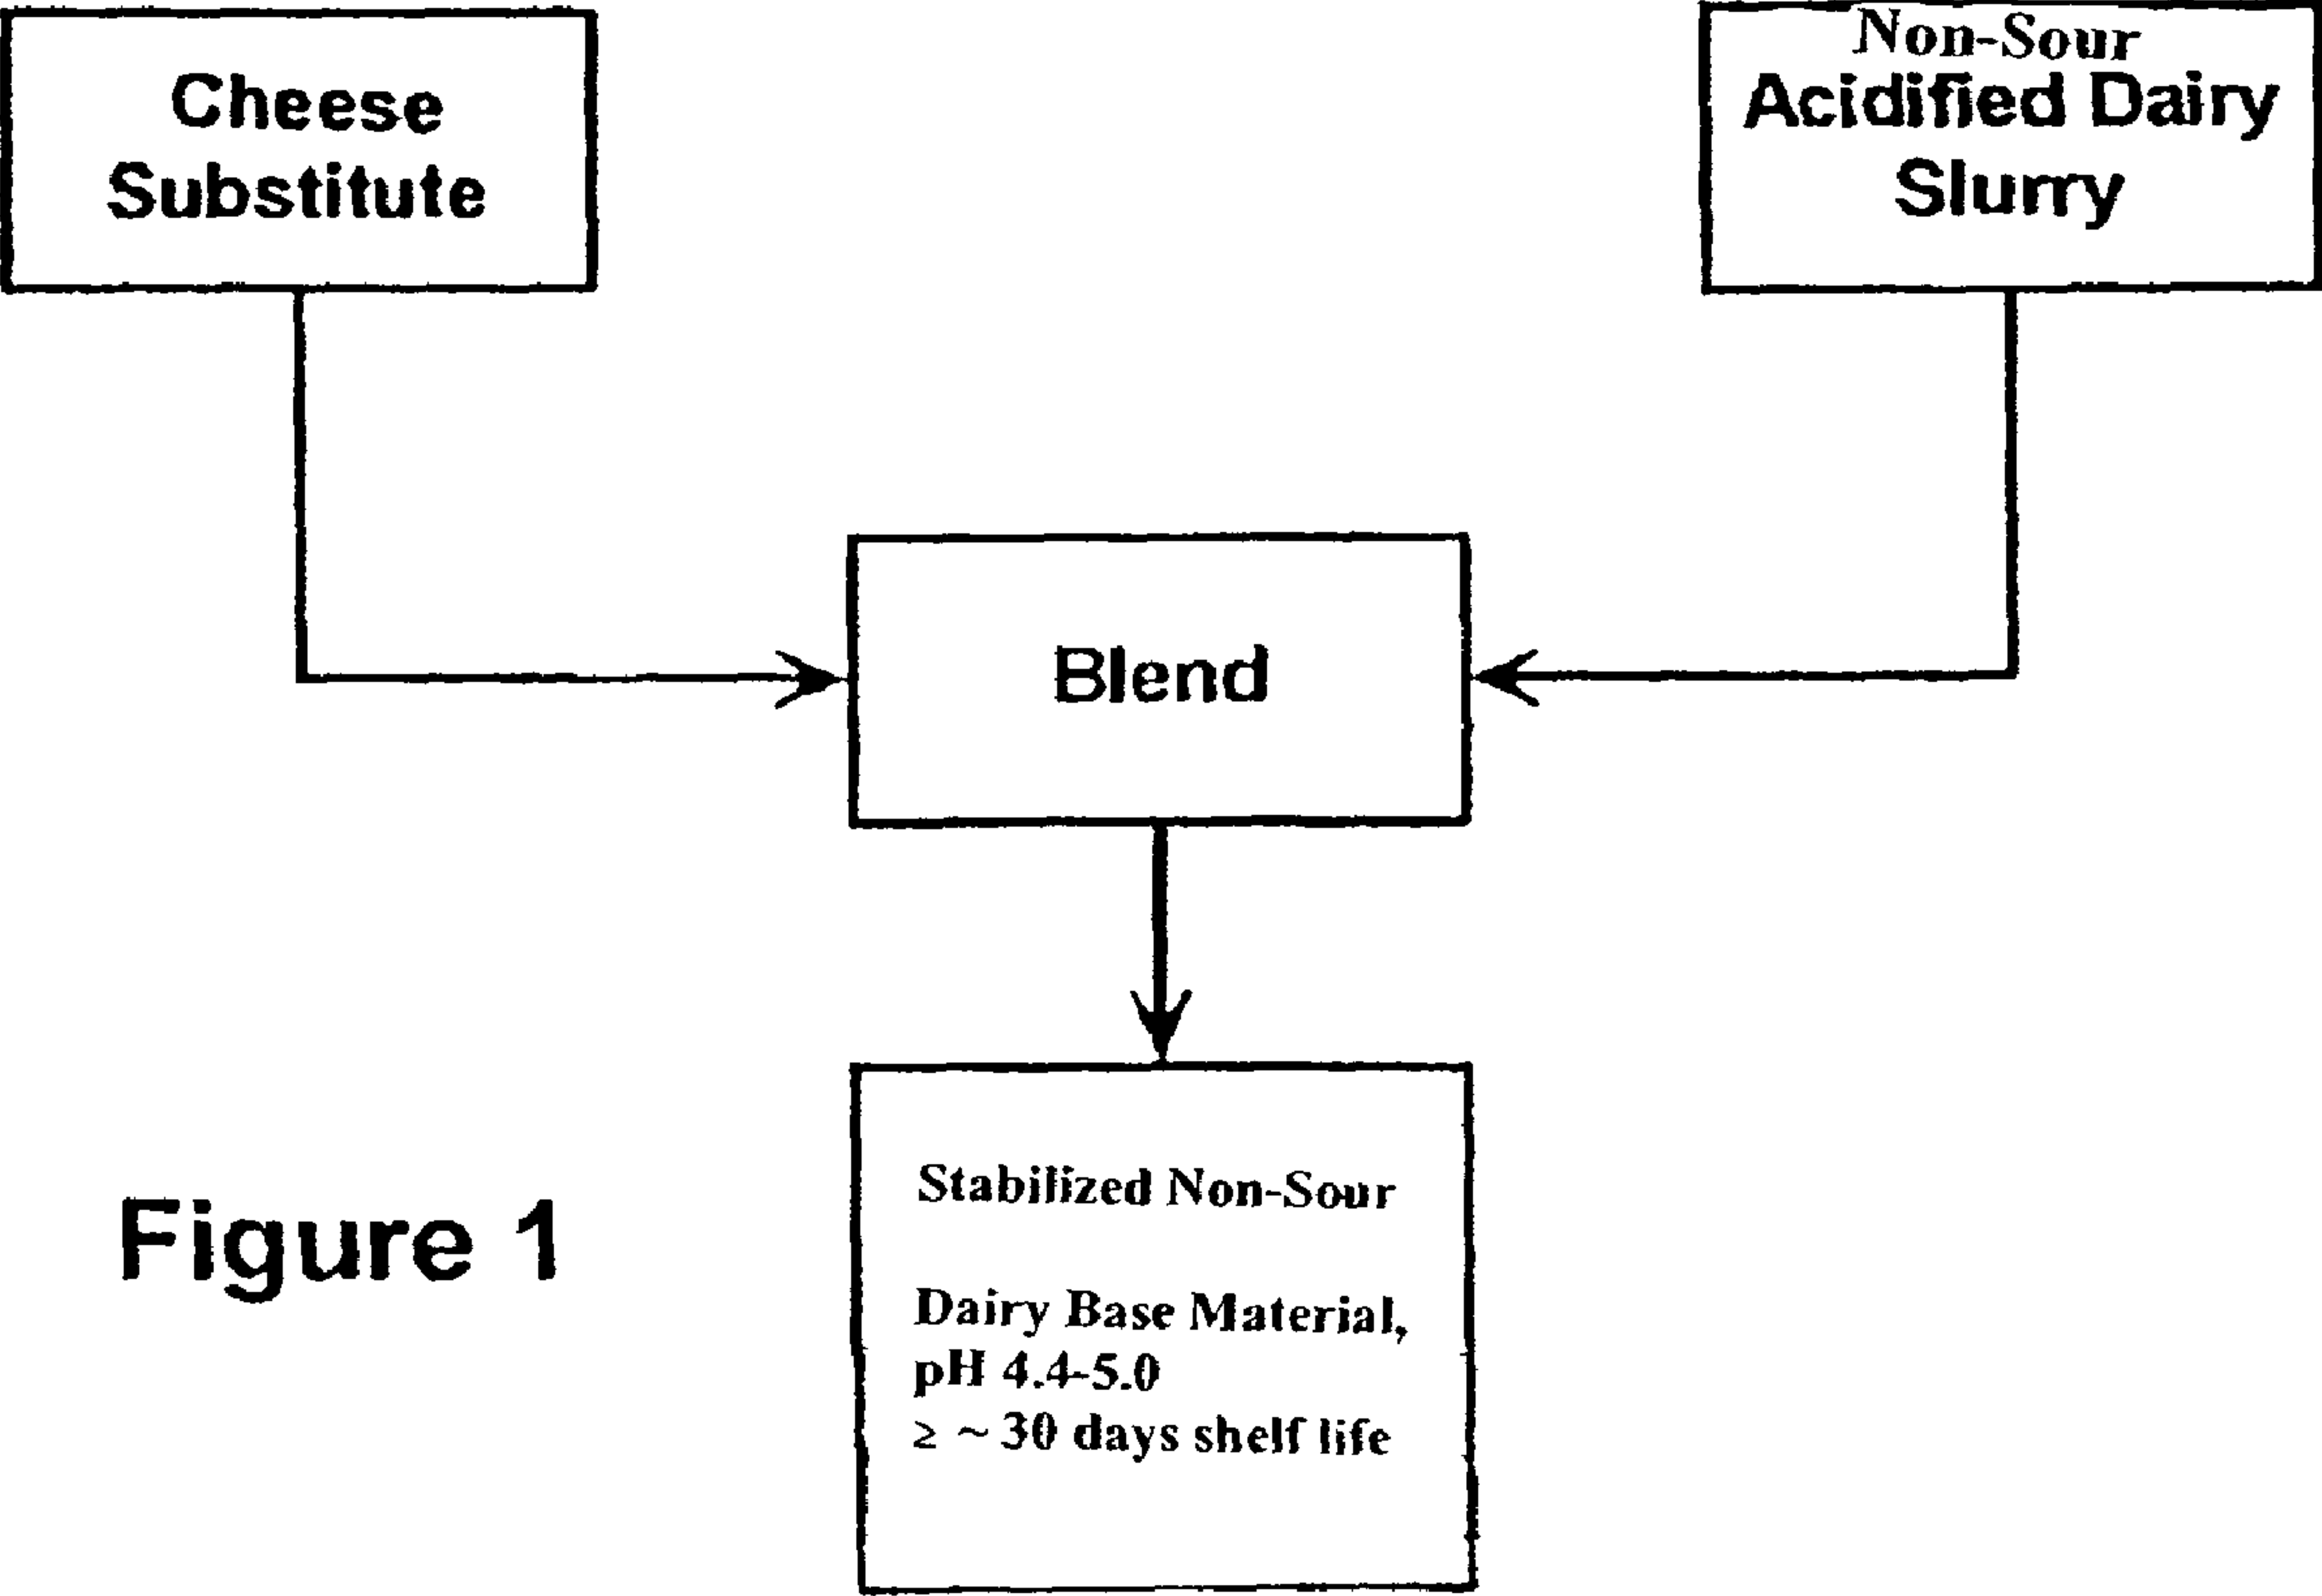 Cheese
Substitute
Non-Sour
Acidified Dairy
Slurry
Blend
Stabilized Non-Sour
Dairy Base Material,
pH 4.4-5.0
≥ ~ 30 days shelf life
Figure 1